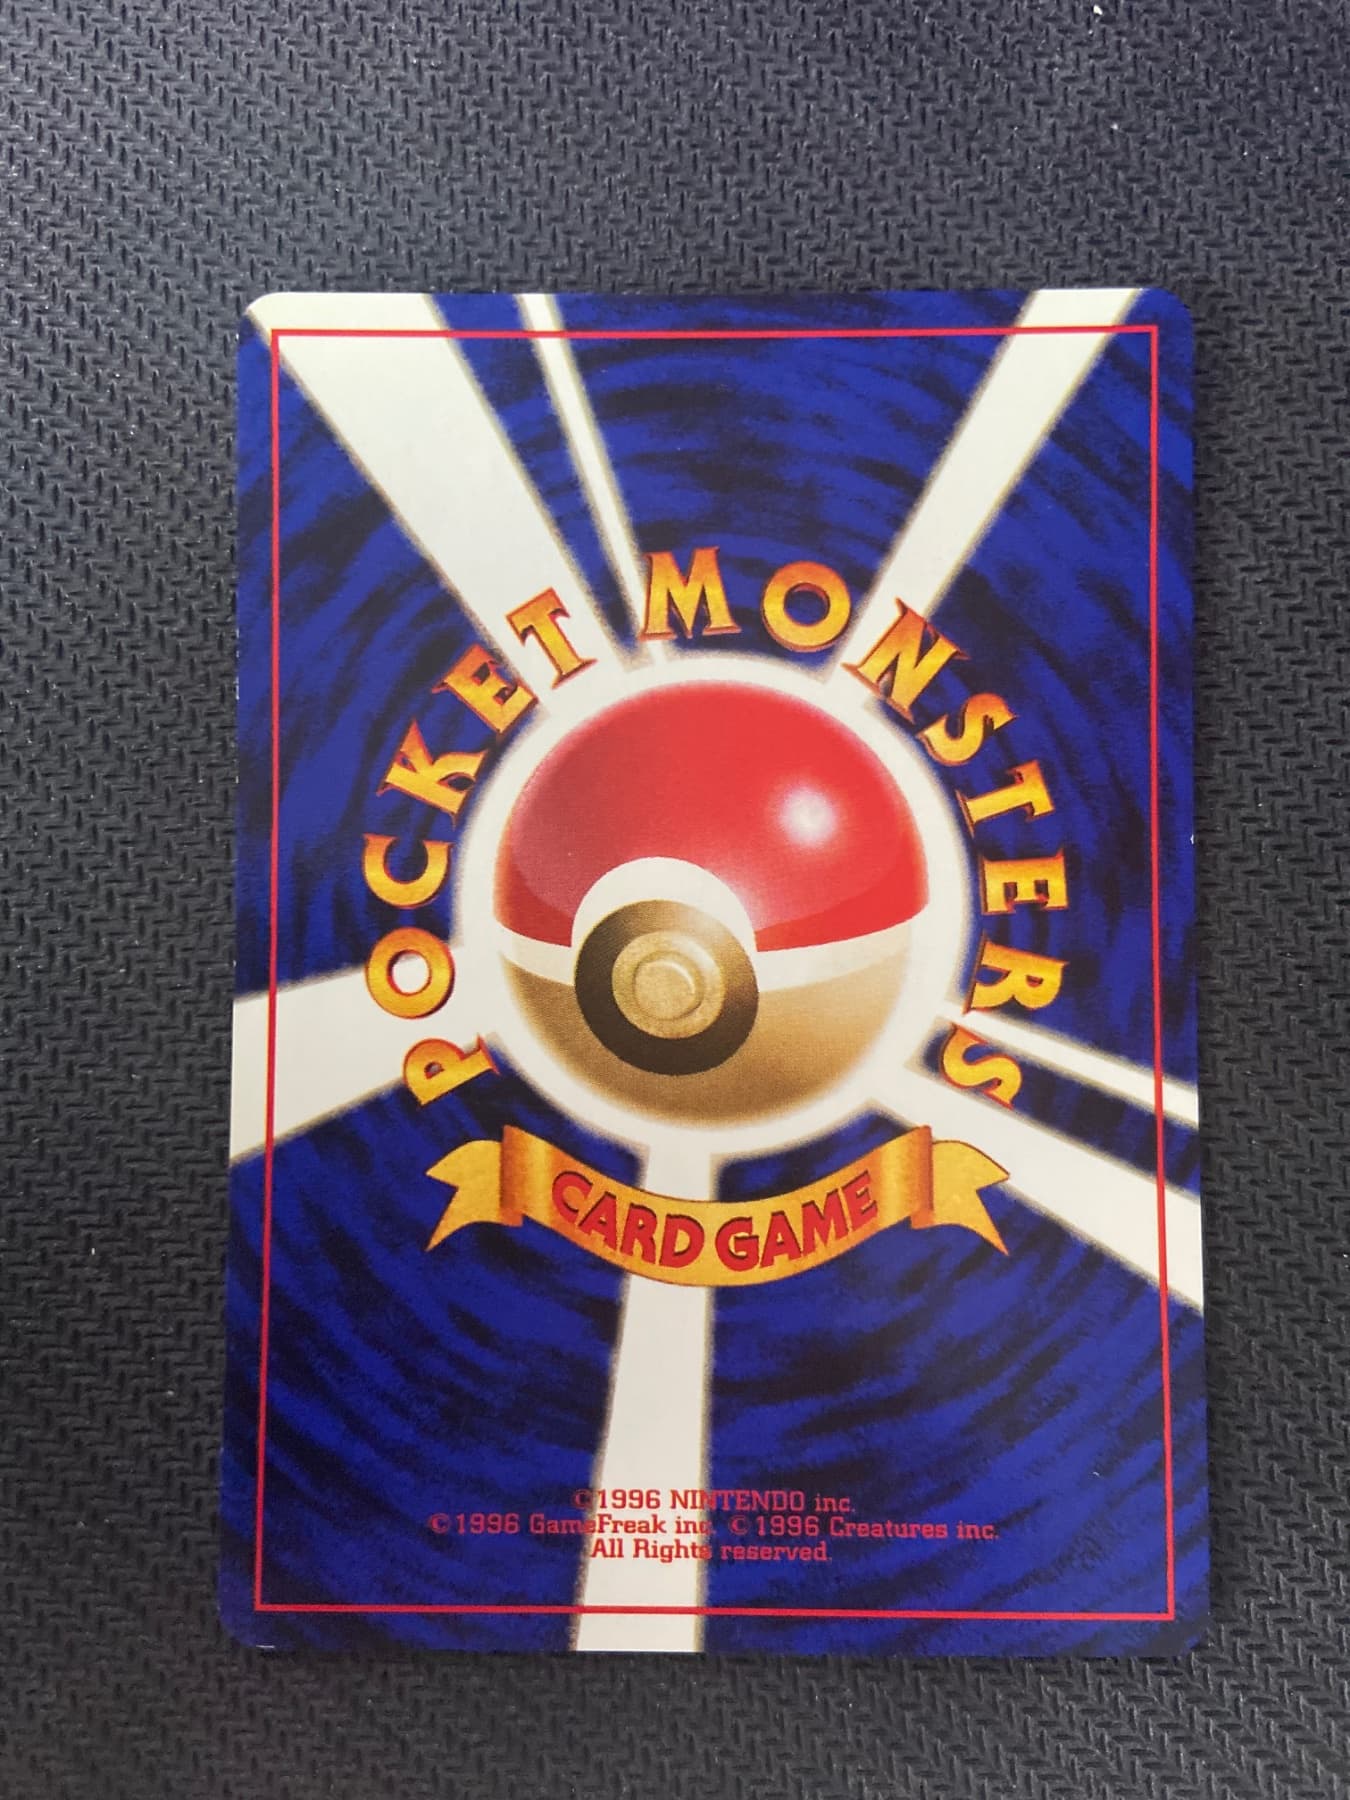 POCKET MONSTERS
CARD GAME
©1996 NINTENDO inc.
©1996 GameFreak inc. ©1996 Creatures inc.
All Rights reserved.